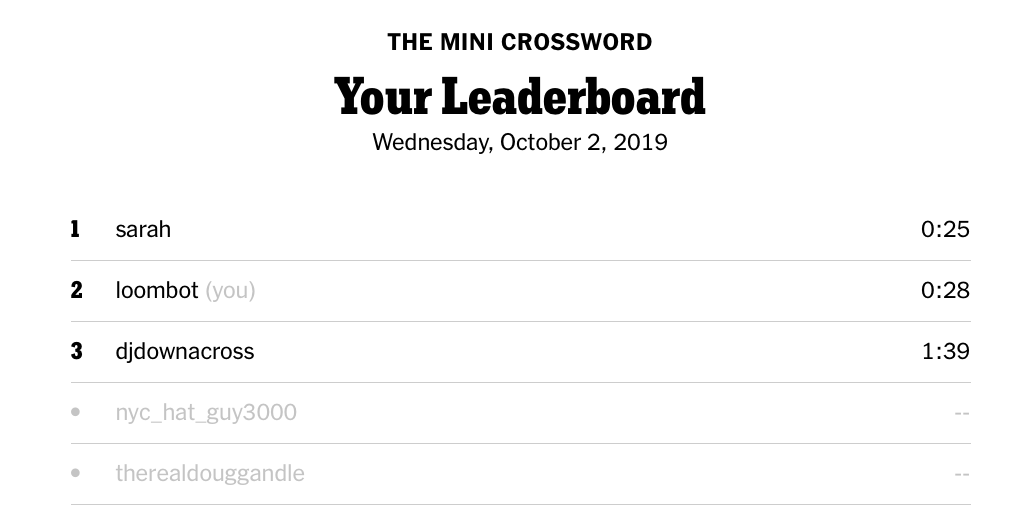 THE MINI CROSSWORD
Your Leaderboard
Wednesday, October 2, 2019
1 sarah 0:25
2 loombot (you) 0:28
3 djdownacross 1:39
• nyc_hat_guy3000 --
• therealdouggandle --